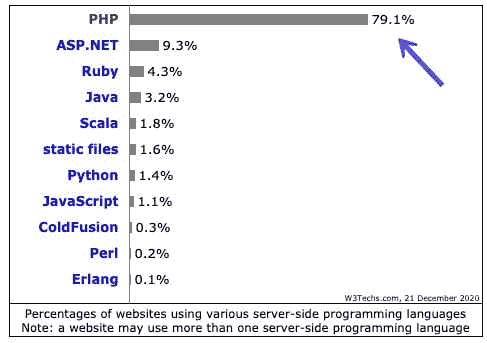 PHP 79.1%
ASP.NET 9.3%
Ruby 4.3%
Java 3.2%
Scala 1.8%
static files 1.6%
Python 1.4%
JavaScript 1.1%
ColdFusion 0.3%
Perl 0.2%
Erlang 0.1%
W3Techs.com, 21 December 2020
Percentages of websites using various server-side programming languages
Note: a website may use more than one server-side programming language